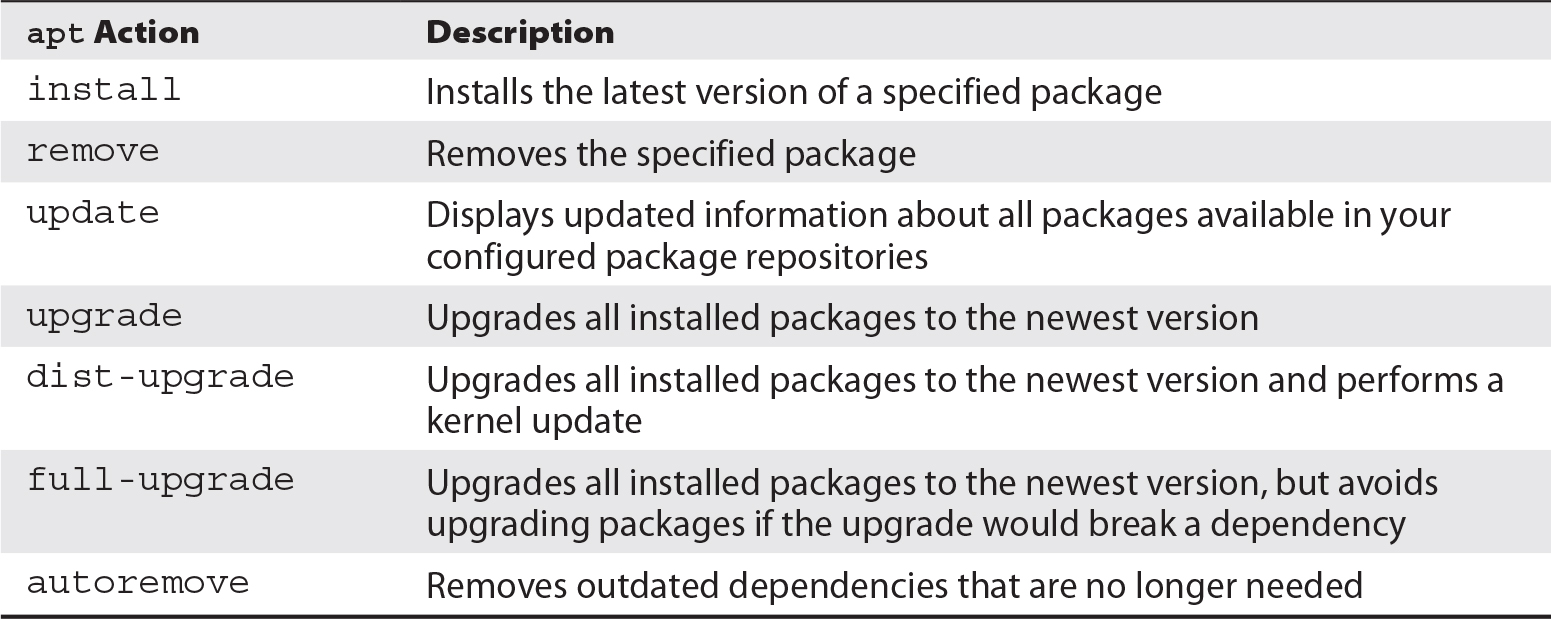 apt Action Description
install Installs the latest version of a specified package
remove Removes the specified package
update Displays updated information about all packages available in your
configured package repositories
upgrade Upgrades all installed packages to the newest version
dist-upgrade Upgrades all installed packages to the newest version and performs a
kernel update
full-upgrade Upgrades all installed packages to the newest version, but avoids
upgrading packages if the upgrade would break a dependency
autoremove Removes outdated dependencies that are no longer needed